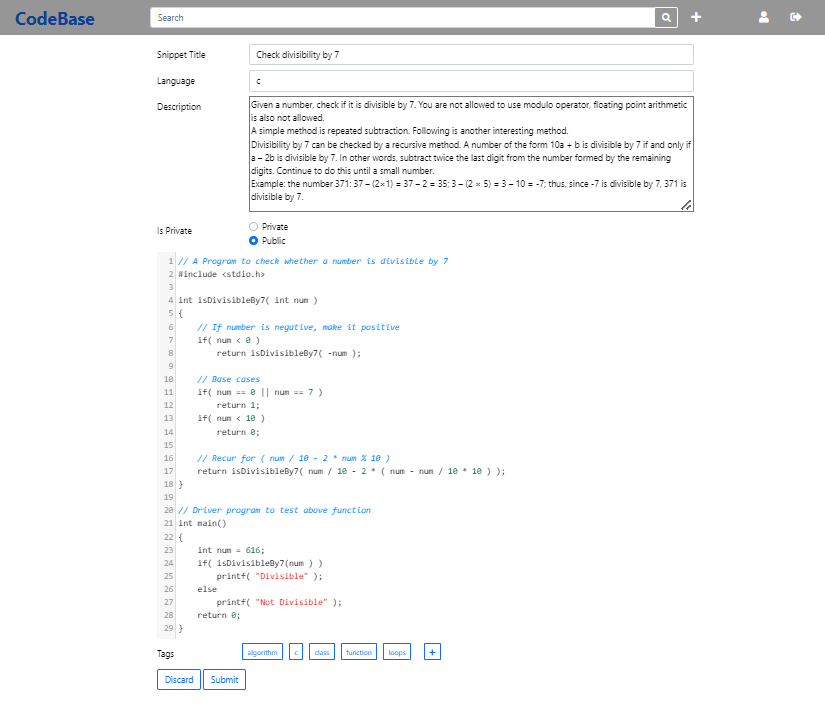 CodeBase
Search
Snippet Title
Check divisibility by 7
Language
c
Description
Given a number, check if it is divisible by 7. You are not allowed to use modulo operator, floating point arithmetic
is also not allowed.
A simple method is repeated subtraction. Following is another interesting method.
Divisibility by 7 can be checked by a recursive method. A number of the form 10a + b is divisible by 7 if and only if
a – 2b is divisible by 7. In other words, subtract twice the last digit from the number formed by the remaining
digits. Continue to do this until a small number.
Example: the number 371: 37 – (2×1) = 37 – 2 = 35; 3 – (2 × 5) = 3 – 10 = -7; thus, since -7 is divisible by 7, 371 is
divisible by 7.
Is Private
Private
Public
1 // A Program to check whether a number is divisible by 7
2 #include <stdio.h>
3
4 int isDivisibleBy7( int num )
5 {
6 // If number is negative, make it positive
7 if( num < 0 )
8 return isDivisibleBy7( -num );
9
10 // Base cases
11 if( num == 0 || num == 7 )
12 return 1;
13 if( num < 10 )
14 return 0;
15
16 // Recur for ( num / 10 - 2 * num % 10 )
17 return isDivisibleBy7( num / 10 - 2 * ( num - num / 10 * 10 ) );
18 }
19
20 // Driver program to test above function
21 int main()
22 {
23 int num = 616;
24 if( isDivisibleBy7(num ) )
25 printf( "Divisible" );
26 else
27 printf( "Not Divisible" );
28 return 0;
29 }
Tags
algorithm c class function loops +
Discard Submit